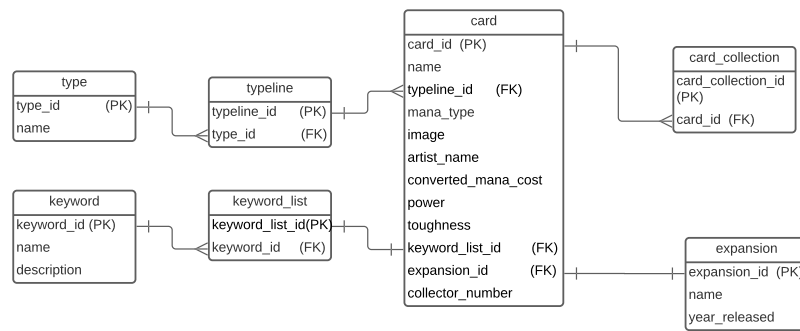 type
type_id (PK)
name
typeline
typeline_id (PK)
type_id (FK)
keyword
keyword_id (PK)
name
description
keyword_list
keyword_list_id(PK)
keyword_id (FK)
card
card_id (PK)
name
typeline_id (FK)
mana_type
image
artist_name
converted_mana_cost
power
toughness
keyword_list_id (FK)
expansion_id (FK)
collector_number
card_collection
card_collection_id
(PK)
card_id (FK)
expansion
expansion_id (PK)
name
year_released